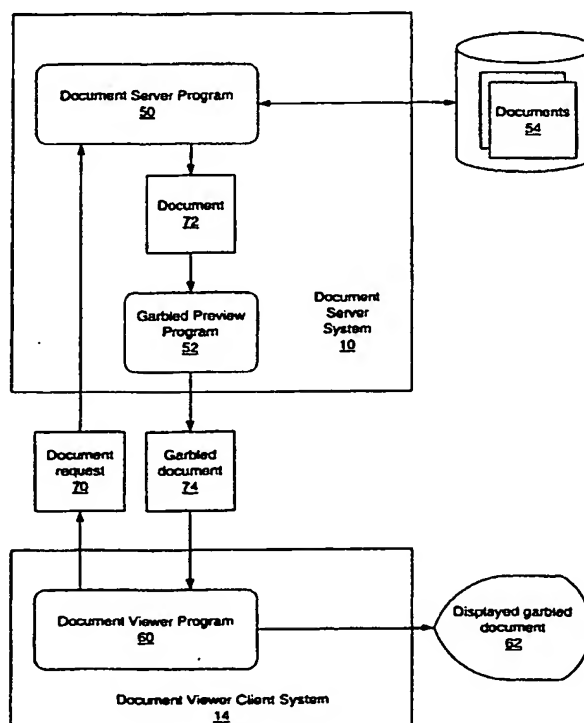 Document Server Program
50
Documents
54
Document
72
Garbled Preview
Program
52
Document
Server
System
10
Document
request
70
Garbled
document
74
Document Viewer Program
60
Displayed garbled
document
62
Document Viewer Client System
14